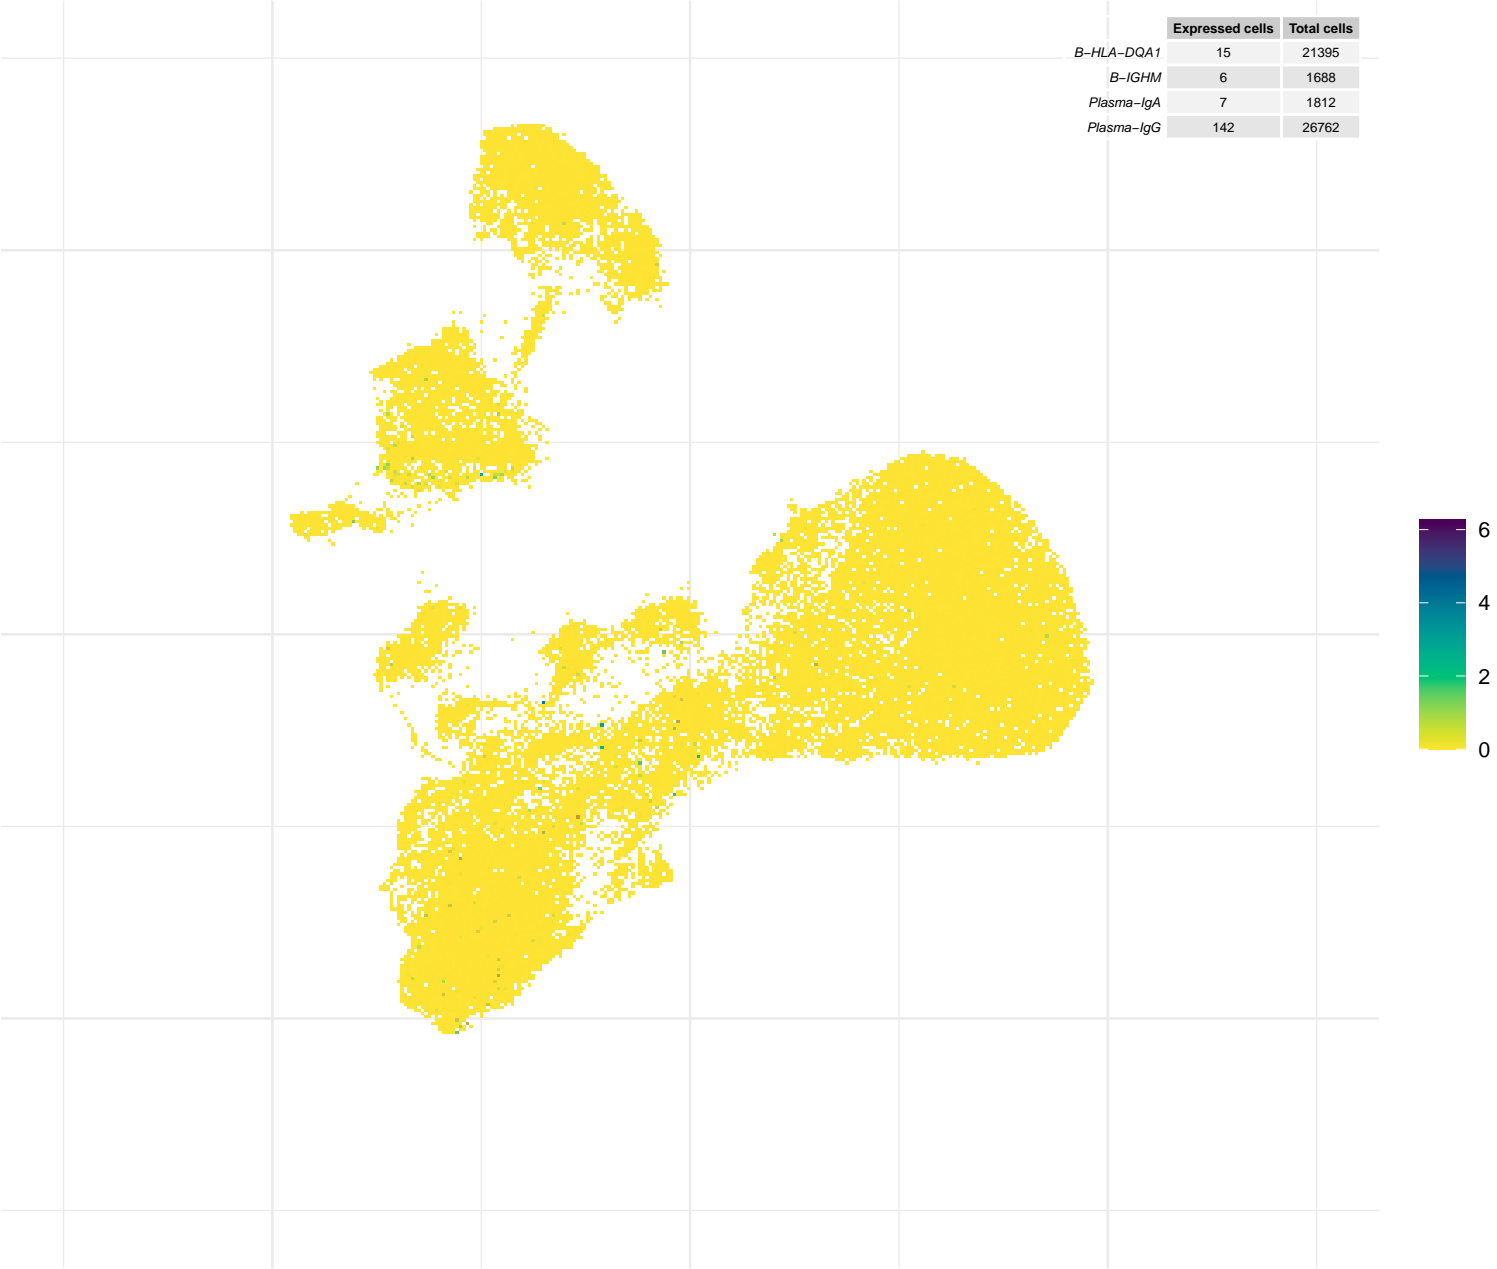 Expressed cells Total cells
B−HLA−DQA1 15 21395
B−IGHM 6 1688
Plasma−IgA 7 1812
Plasma−IgG 142 26762
6
4
2
0